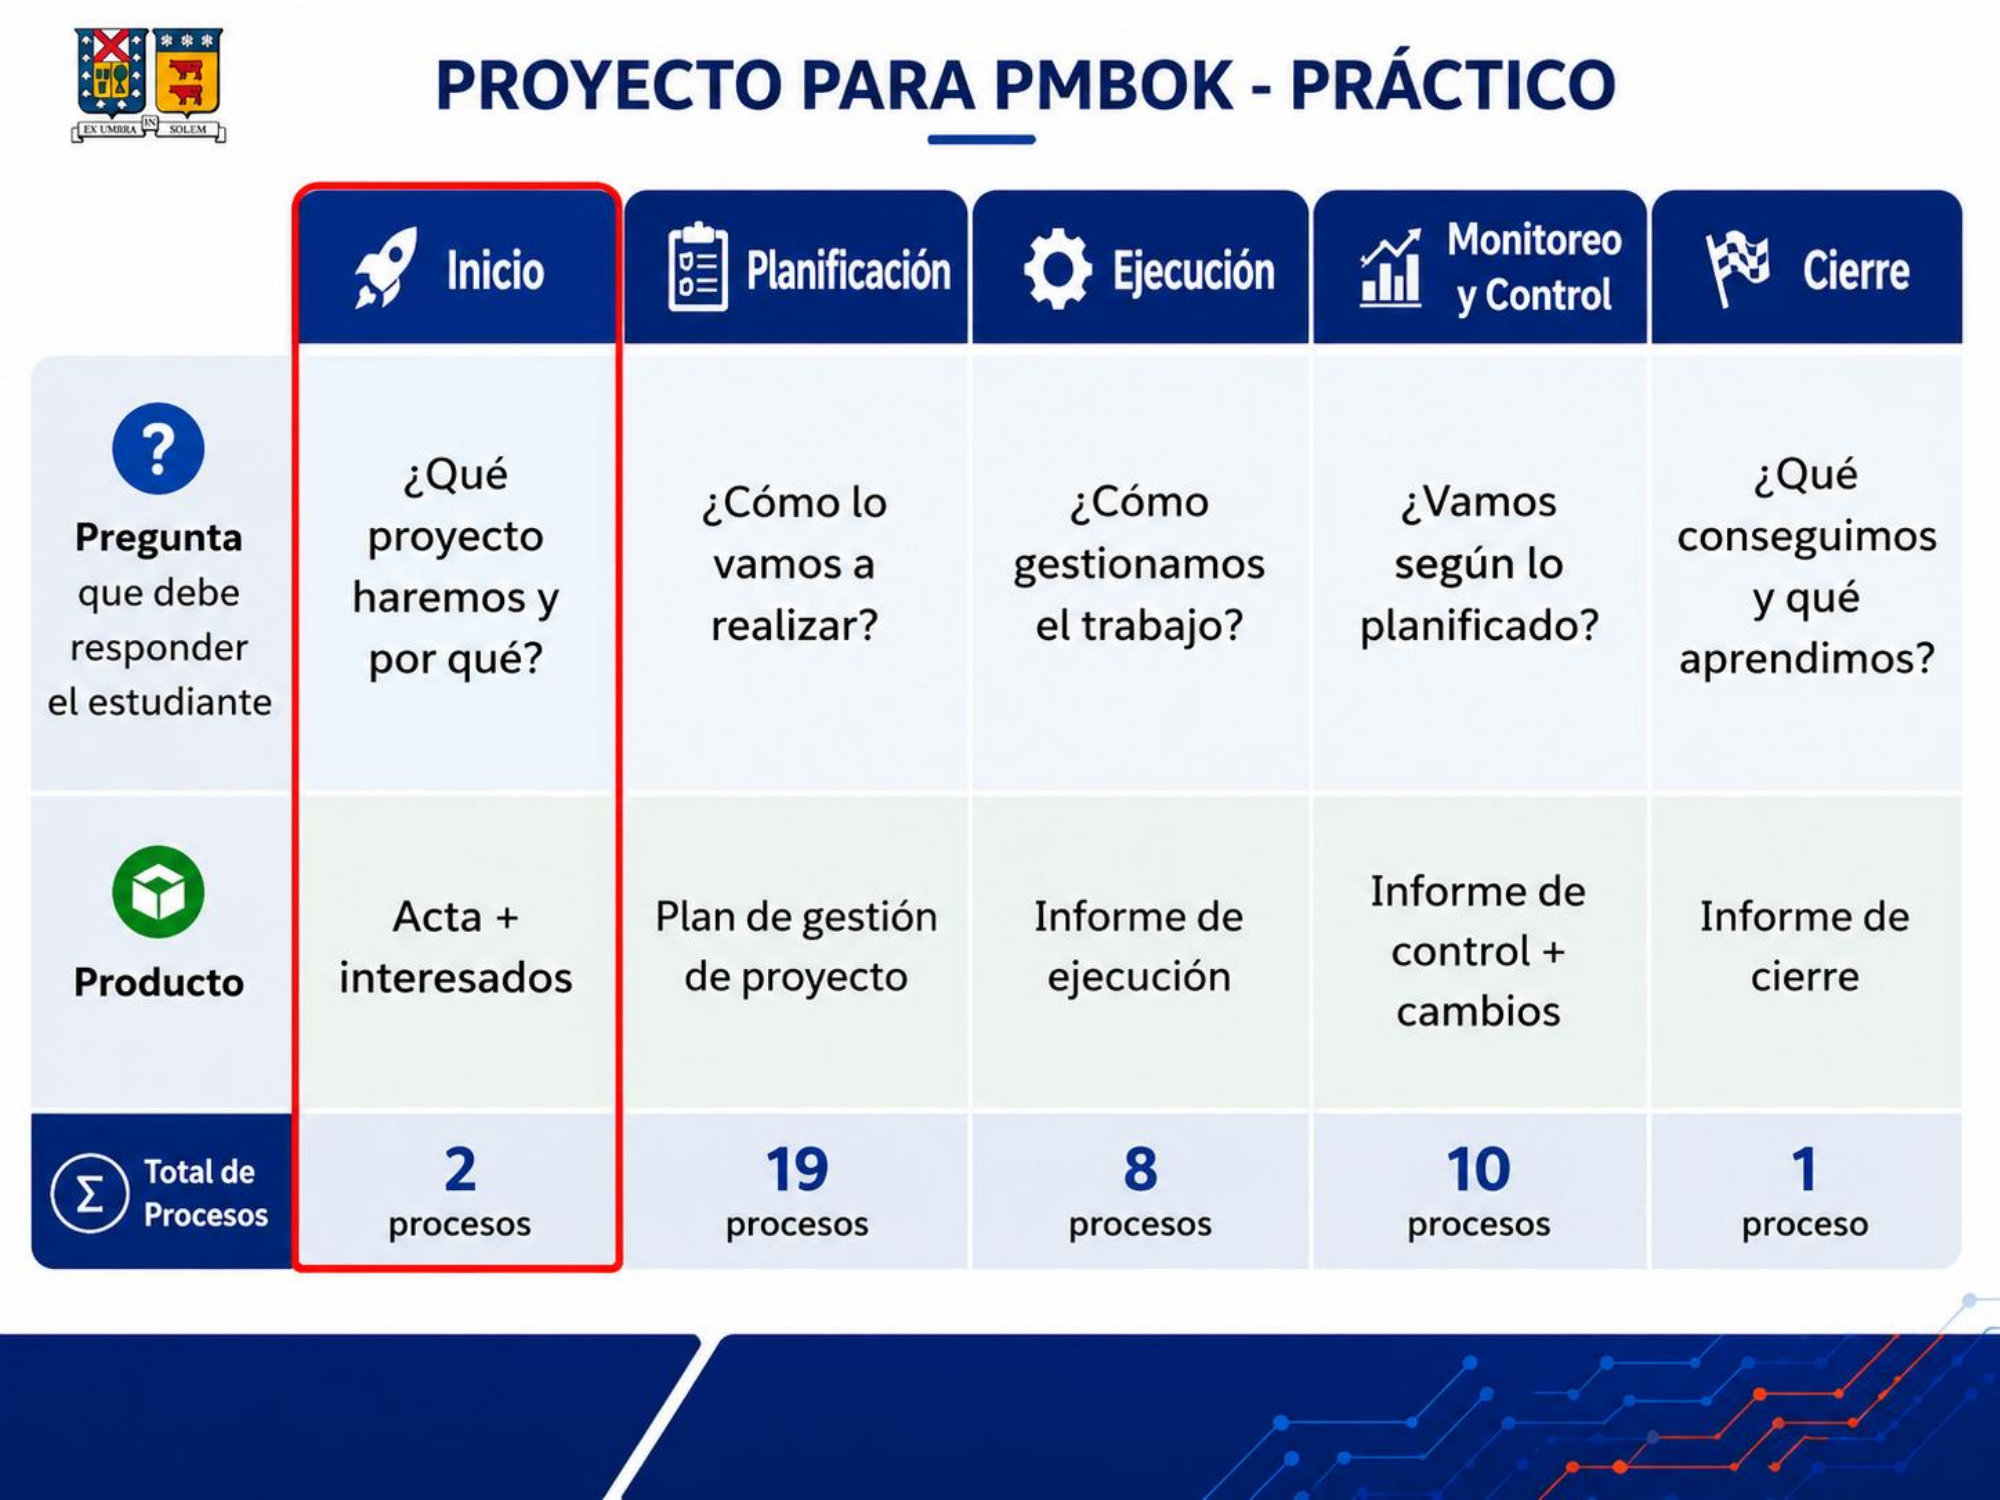 EX UMBRA IN SOLEM
PROYECTO PARA PMBOK - PRÁCTICO
Inicio
Planificación
Ejecución
Monitoreo
y Control
Cierre
Pregunta
que debe
responder
el estudiante
¿Qué
proyecto
haremos y
por qué?
¿Cómo lo
vamos a
realizar?
¿Cómo
gestionamos
el trabajo?
¿Vamos
según lo
planificado?
¿Qué
conseguimos
y qué
aprendimos?
Producto
Acta +
interesados
Plan de gestión
de proyecto
Informe de
ejecución
Informe de
control +
cambios
Informe de
cierre
Σ
Total de
Procesos
2
procesos
19
procesos
8
procesos
10
procesos
1
proceso